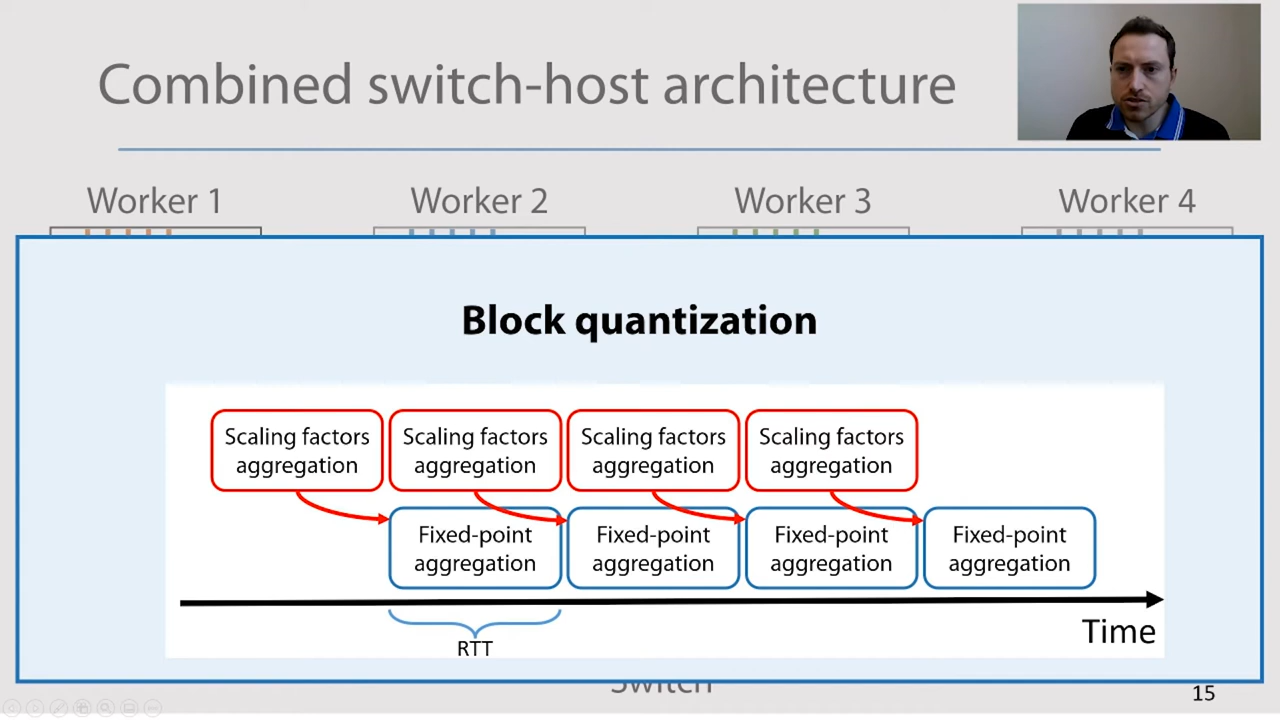 Combined switch-host architecture
Worker 1
Worker 2
Worker 3
Worker 4
Block quantization
Scaling factors
aggregation
Scaling factors
aggregation
Scaling factors
aggregation
Scaling factors
aggregation
Fixed-point
aggregation
Fixed-point
aggregation
Fixed-point
aggregation
Fixed-point
aggregation
Time
RTT
Switch
15